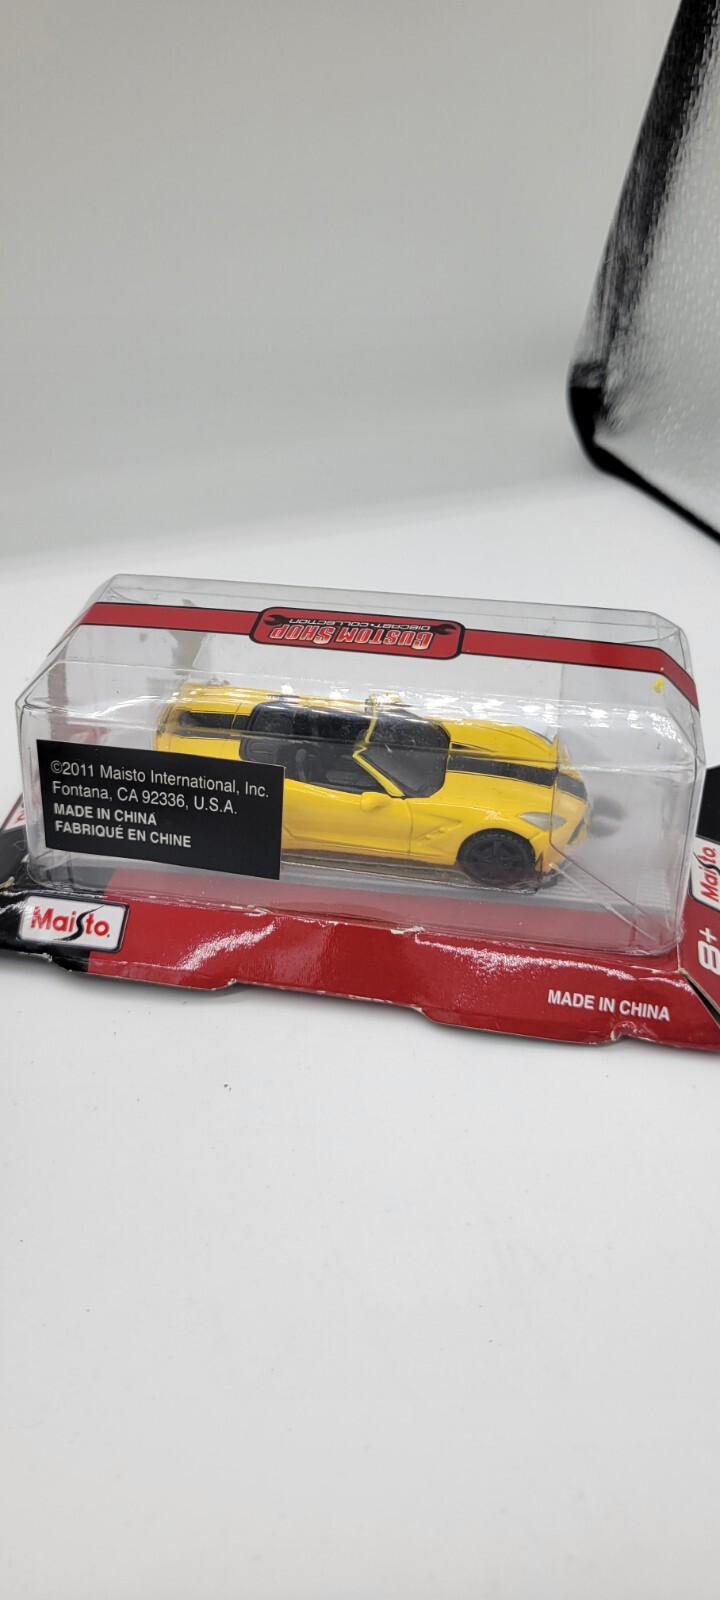 CUSTOM SHOP
DIECAST•COLLECTION
©2011 Maisto International, Inc.
Fontana, CA 92336, U.S.A.
MADE IN CHINA
FABRIQUÉ EN CHINE
Maisto.
MADE IN CHINA
8+
Maisto